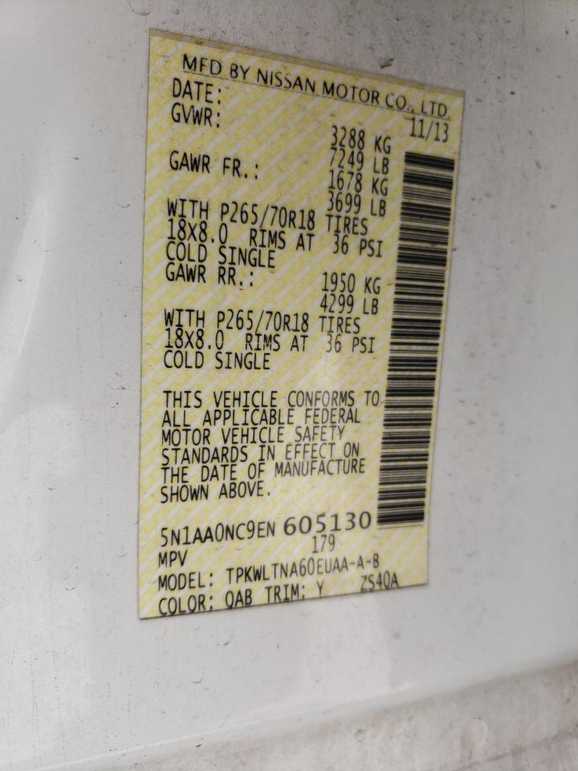 MFD BY NISSAN MOTOR CO., LTD.
DATE: 11/13
GVWR: 3288 KG
7249 LB
GAWR FR.: 1678 KG
3699 LB
WITH P265/70R18 TIRES
18X8.0 RIMS AT 36 PSI
COLD SINGLE
GAWR RR.: 1950 KG
4299 LB
WITH P265/70R18 TIRES
18X8.0 RIMS AT 36 PSI
COLD SINGLE
THIS VEHICLE CONFORMS TO
ALL APPLICABLE FEDERAL
MOTOR VEHICLE SAFETY
STANDARDS IN EFFECT ON
THE DATE OF MANUFACTURE
SHOWN ABOVE.
5N1AA0NC9EN 605130
MPV 179
MODEL: TPKWLTNA60EUAA-A-B
COLOR: QAB TRIM: Y ZS40A